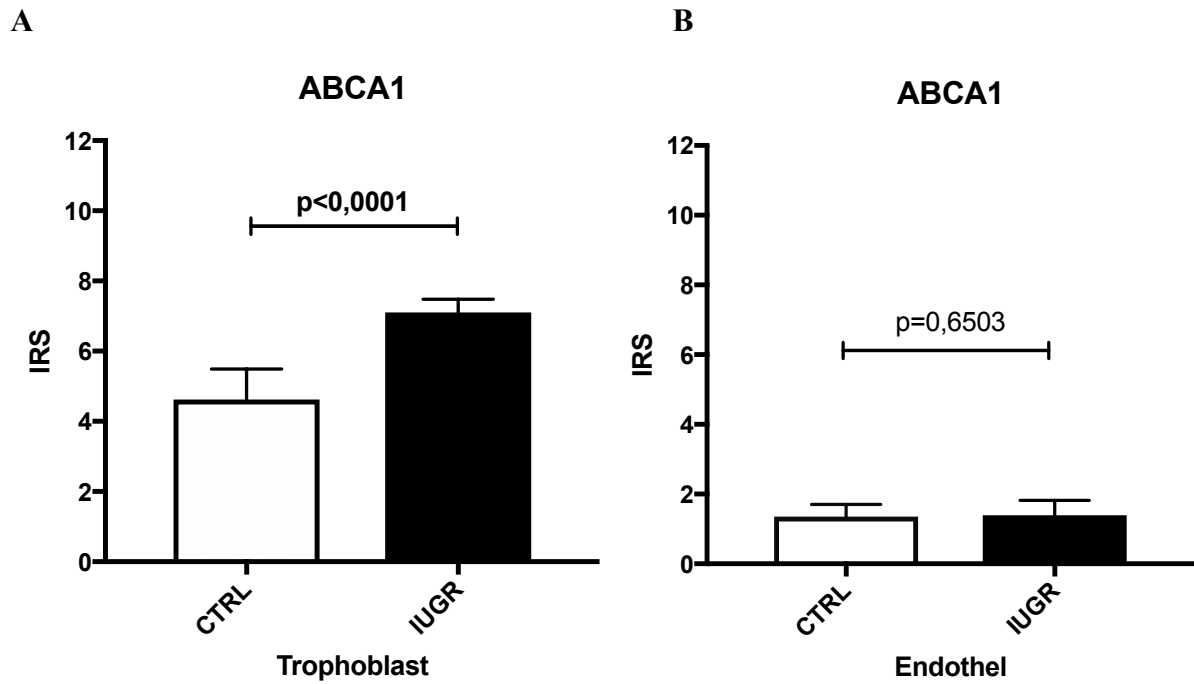 A
ABCA1
12
10
8
6
4
2
0
IRS
p<0,0001
CTRL
IUGR
Trophoblast
B
ABCA1
12
10
8
6
4
2
0
IRS
p=0,6503
CTRL
IUGR
Endothel